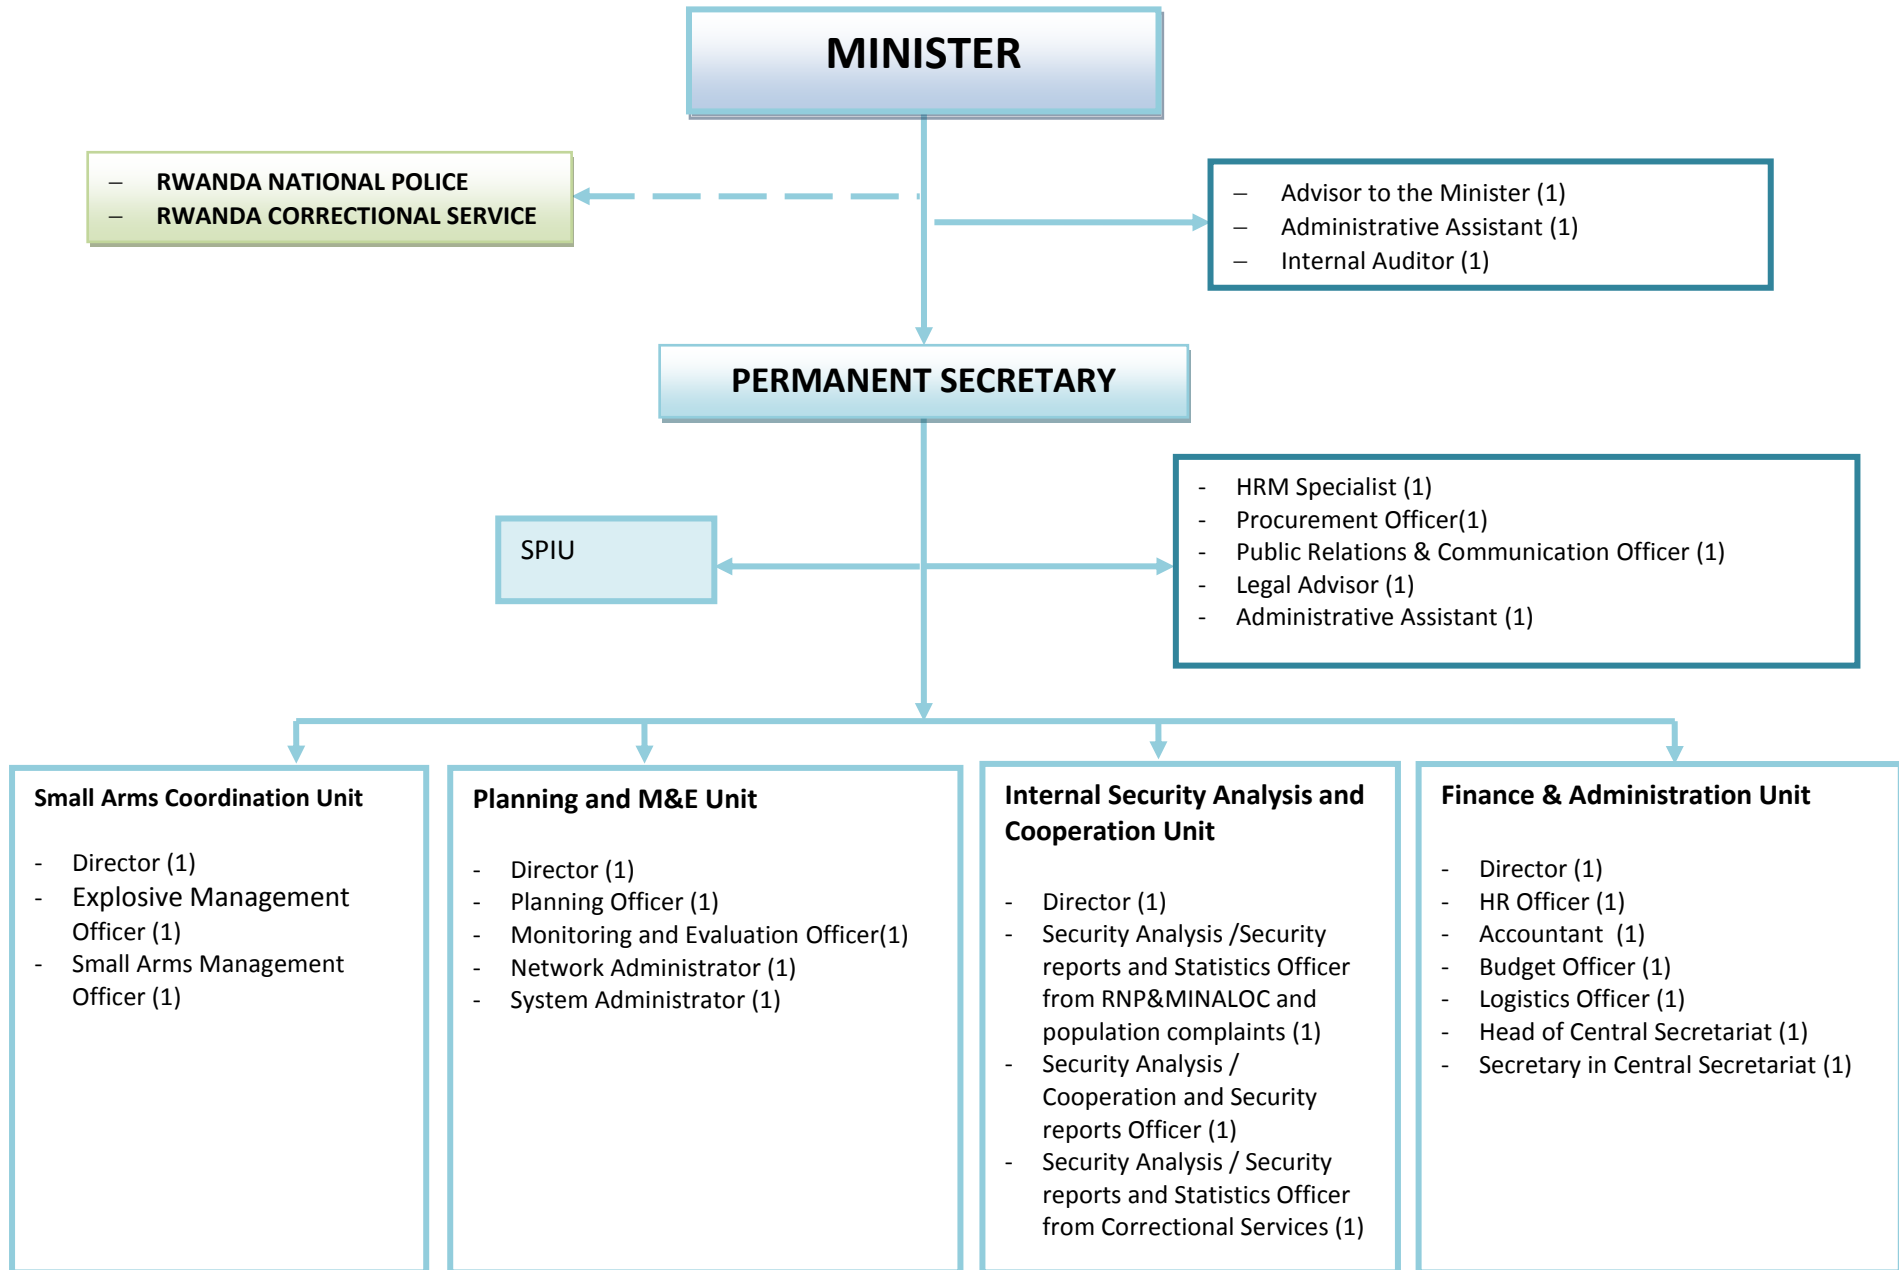 MINISTER
– RWANDA NATIONAL POLICE
– RWANDA CORRECTIONAL SERVICE
– Advisor to the Minister (1)
– Administrative Assistant (1)
– Internal Auditor (1)
PERMANENT SECRETARY
SPIU
- HRM Specialist (1)
- Procurement Officer(1)
- Public Relations & Communication Officer (1)
- Legal Advisor (1)
- Administrative Assistant (1)
Small Arms Coordination Unit
- Director (1)
- Explosive Management
Officer (1)
- Small Arms Management
Officer (1)
Planning and M&E Unit
- Director (1)
- Planning Officer (1)
- Monitoring and Evaluation Officer(1)
- Network Administrator (1)
- System Administrator (1)
Internal Security Analysis and
Cooperation Unit
- Director (1)
- Security Analysis /Security
reports and Statistics Officer
from RNP&MINALOC and
population complaints (1)
- Security Analysis /
Cooperation and Security
reports Officer (1)
- Security Analysis / Security
reports and Statistics Officer
from Correctional Services (1)
Finance & Administration Unit
- Director (1)
- HR Officer (1)
- Accountant  (1)
- Budget Officer (1)
- Logistics Officer (1)
- Head of Central Secretariat (1)
- Secretary in Central Secretariat (1)